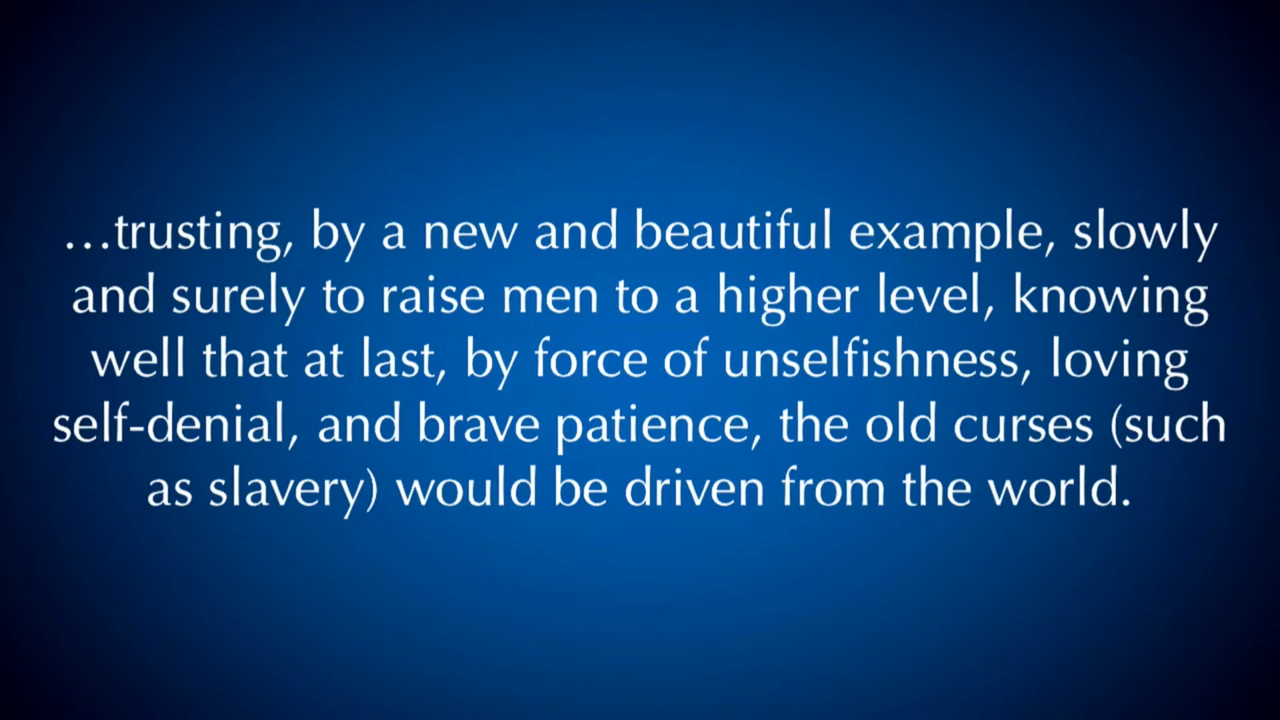 …trusting, by a new and beautiful example, slowly
and surely to raise men to a higher level, knowing
well that at last, by force of unselfishness, loving
self-denial, and brave patience, the old curses (such
as slavery) would be driven from the world.